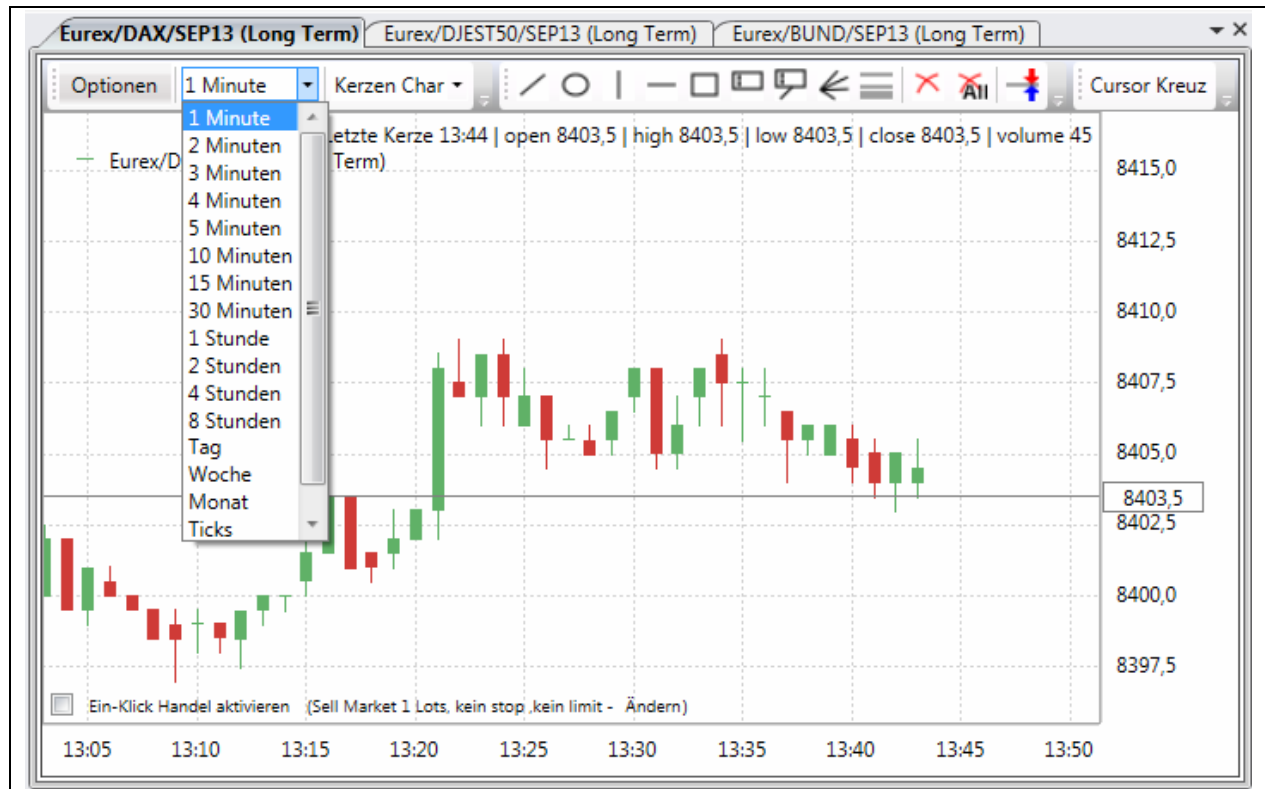 Eurex/DAX/SEP13 (Long Term) Eurex/DJEST50/SEP13 (Long Term) Eurex/BUND/SEP13 (Long Term)
Optionen 1 Minute Kerzen Char All Cursor Kreuz
1 Minute
2 Minuten
3 Minuten
4 Minuten
5 Minuten
10 Minuten
15 Minuten
30 Minuten
1 Stunde
2 Stunden
4 Stunden
8 Stunden
Tag
Woche
Monat
Ticks
Letzte Kerze 13:44 | open 8403,5 | high 8403,5 | low 8403,5 | close 8403,5 | volume 45
Eurex/D Term)
8415,0
8412,5
8410,0
8407,5
8405,0
8403,5
8402,5
8400,0
8397,5
Ein-Klick Handel aktivieren (Sell Market 1 Lots, kein stop ,kein limit - Ändern)
13:05 13:10 13:15 13:20 13:25 13:30 13:35 13:40 13:45 13:50